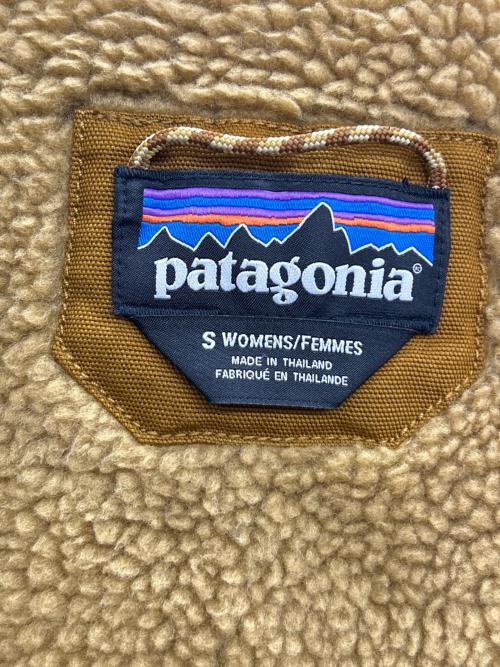 patagonia®
S WOMENS/FEMMES
MADE IN THAILAND
FABRIQUÉ EN THAILANDE